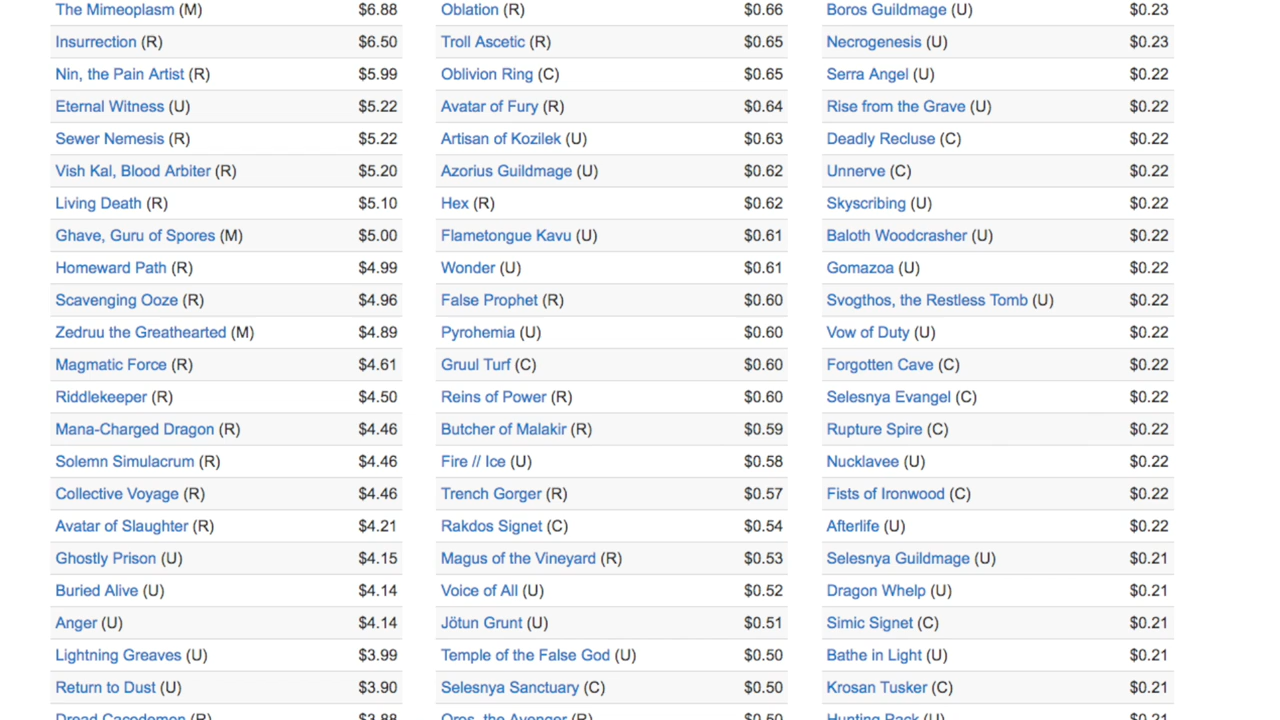 The Mimeoplasm (M) $6.88
Insurrection (R) $6.50
Nin, the Pain Artist (R) $5.99
Eternal Witness (U) $5.22
Sewer Nemesis (R) $5.22
Vish Kal, Blood Arbiter (R) $5.20
Living Death (R) $5.10
Ghave, Guru of Spores (M) $5.00
Homeward Path (R) $4.99
Scavenging Ooze (R) $4.96
Zedruu the Greathearted (M) $4.89
Magmatic Force (R) $4.61
Riddlekeeper (R) $4.50
Mana-Charged Dragon (R) $4.46
Solemn Simulacrum (R) $4.46
Collective Voyage (R) $4.46
Avatar of Slaughter (R) $4.21
Ghostly Prison (U) $4.15
Buried Alive (U) $4.14
Anger (U) $4.14
Lightning Greaves (U) $3.99
Return to Dust (U) $3.90
Dread Cacodemon (R) $3.88
Oblation (R) $0.66
Troll Ascetic (R) $0.65
Oblivion Ring (C) $0.65
Avatar of Fury (R) $0.64
Artisan of Kozilek (U) $0.63
Azorius Guildmage (U) $0.62
Hex (R) $0.62
Flametongue Kavu (U) $0.61
Wonder (U) $0.61
False Prophet (R) $0.60
Pyrohemia (U) $0.60
Gruul Turf (C) $0.60
Reins of Power (R) $0.60
Butcher of Malakir (R) $0.59
Fire // Ice (U) $0.58
Trench Gorger (R) $0.57
Rakdos Signet (C) $0.54
Magus of the Vineyard (R) $0.53
Voice of All (U) $0.52
Jötun Grunt (U) $0.51
Temple of the False God (U) $0.50
Selesnya Sanctuary (C) $0.50
Oros, the Avenger (R) $0.50
Boros Guildmage (U) $0.23
Necrogenesis (U) $0.23
Serra Angel (U) $0.22
Rise from the Grave (U) $0.22
Deadly Recluse (C) $0.22
Unnerve (C) $0.22
Skyscribing (U) $0.22
Baloth Woodcrasher (U) $0.22
Gomazoa (U) $0.22
Svogthos, the Restless Tomb (U) $0.22
Vow of Duty (U) $0.22
Forgotten Cave (C) $0.22
Selesnya Evangel (C) $0.22
Rupture Spire (C) $0.22
Nucklavee (U) $0.22
Fists of Ironwood (C) $0.22
Afterlife (U) $0.22
Selesnya Guildmage (U) $0.21
Dragon Whelp (U) $0.21
Simic Signet (C) $0.21
Bathe in Light (U) $0.21
Krosan Tusker (C) $0.21
Hunting Pack (U) $0.21